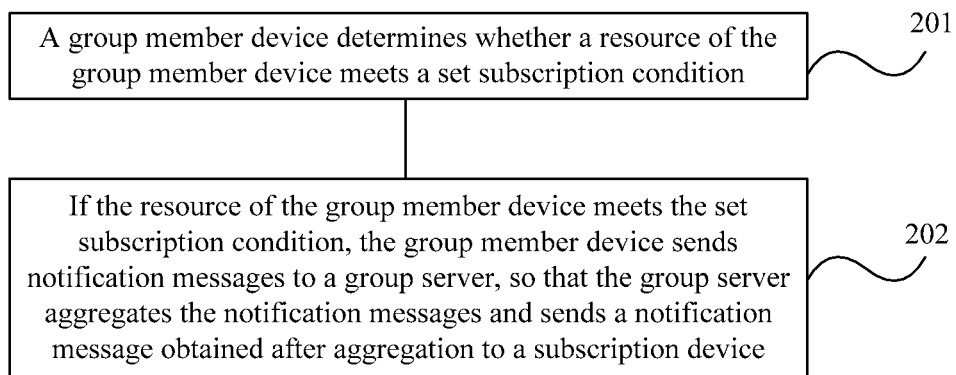 A group member device determines whether a resource of the
group member device meets a set subscription condition
201
If the resource of the group member device meets the set
subscription condition, the group member device sends
notification messages to a group server, so that the group server
aggregates the notification messages and sends a notification
message obtained after aggregation to a subscription device
202